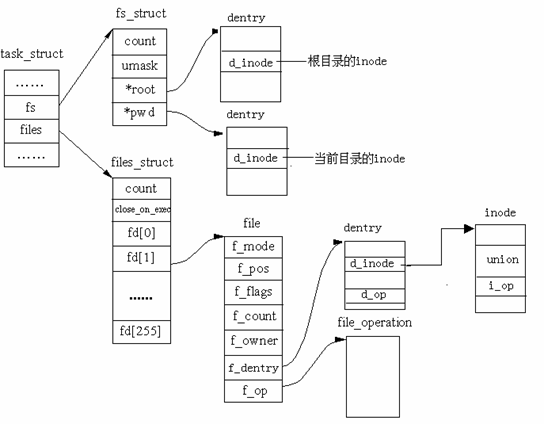 task_struct
……
fs
files
……
fs_struct
count
umask
*root
*pwd
dentry
d_inode
根目录的inode
dentry
d_inode
当前目录的inode
files_struct
count
close_on_exec
fd[0]
fd[1]
……
fd[255]
file
f_mode
f_pos
f_flags
f_count
f_owner
f_dentry
f_op
dentry
d_inode
d_op
file_operation
inode
union
i_op